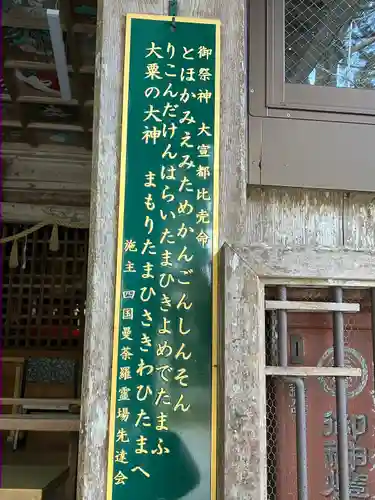 御祭神 大宣都比売命
とほかみえみためかんごんしんそん
りこんだけんはらいたまひきよめでたまふ
大粟の大神 まもりたまひさきわひたまへ
施主 四国曼荼羅霊場先達会
御神